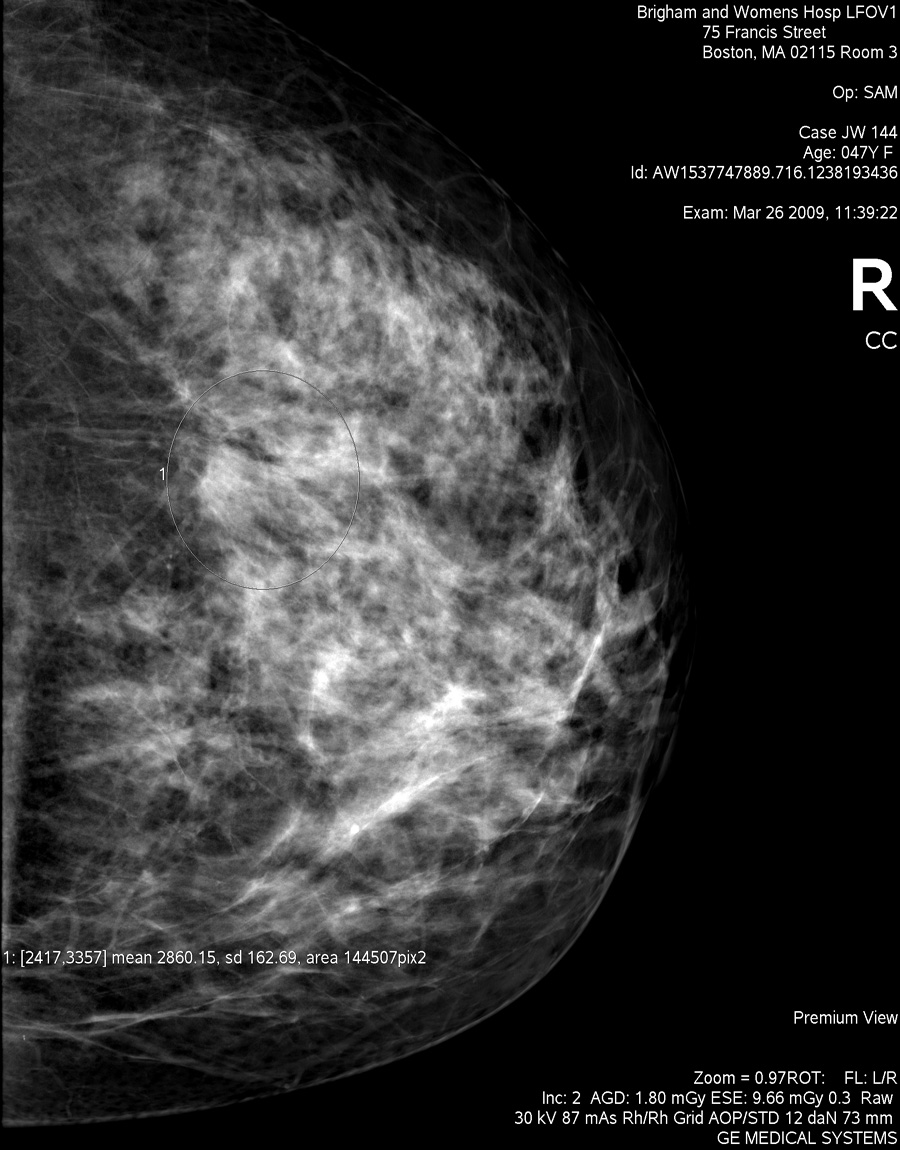 Brigham and Womens Hosp LFOV1
75 Francis Street
Boston, MA 02115 Room 3
Op: SAM
Case JW 144
Age: 047Y F
Id: AW1537747889.716.1238193436
Exam: Mar 26 2009, 11:39:22
R
CC
1
1: [2417,3357] mean 2860.15, sd 162.69, area 144507pix2
Premium View
Zoom = 0.97ROT: FL: L/R
Inc: 2 AGD: 1.80 mGy ESE: 9.66 mGy 0.3 Raw
30 kV 87 mAs Rh/Rh Grid AOP/STD 12 daN 73 mm
GE MEDICAL SYSTEMS